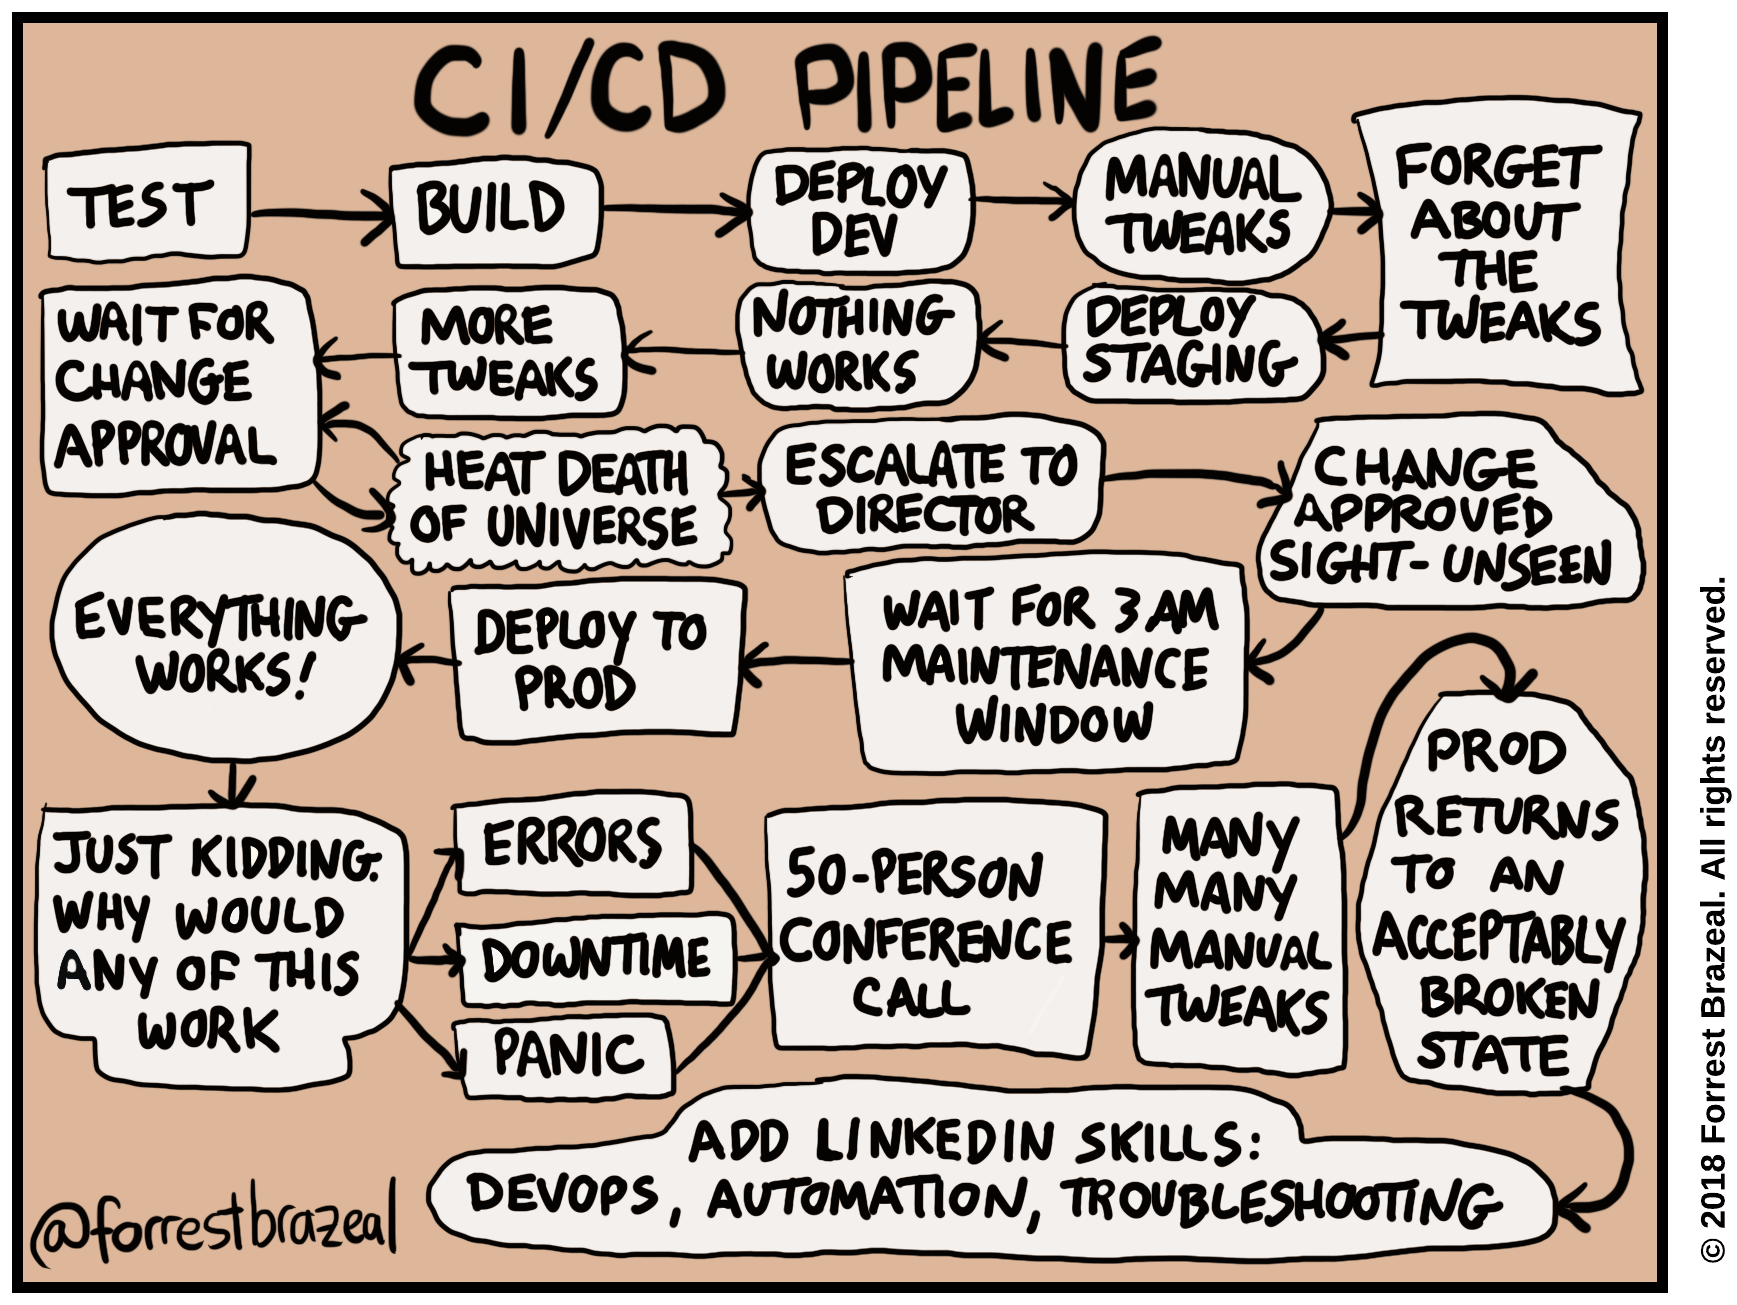 CI/CD PIPELINE
TEST
BUILD
DEPLOY
DEV
MANUAL
TWEAKS
FORGET
ABOUT
THE
TWEAKS
DEPLOY
STAGING
NOTHING
WORKS
MORE
TWEAKS
WAIT FOR
CHANGE
APPROVAL
HEAT DEATH
OF UNIVERSE
ESCALATE TO
DIRECTOR
CHANGE
APPROVED
SIGHT-UNSEEN
WAIT FOR 3 AM
MAINTENANCE
WINDOW
DEPLOY TO
PROD
EVERYTHING
WORKS!
JUST KIDDING.
WHY WOULD
ANY OF THIS
WORK
ERRORS
DOWNTIME
PANIC
50-PERSON
CONFERENCE
CALL
MANY
MANY
MANUAL
TWEAKS
PROD
RETURNS
TO AN
ACCEPTABLY
BROKEN
STATE
ADD LINKEDIN SKILLS:
DEVOPS, AUTOMATION, TROUBLESHOOTING
@forrestbrazeal
© 2018 Forrest Brazeal. All rights reserved.